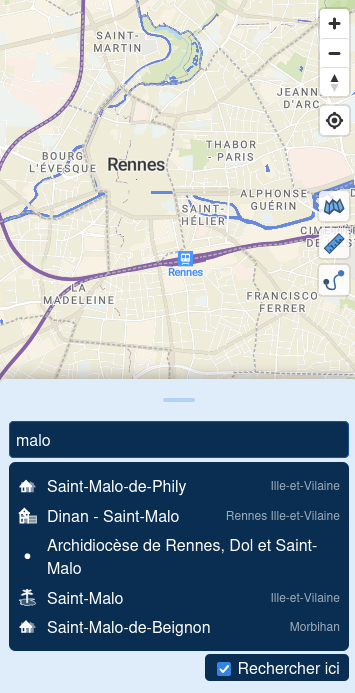 SAINT-
MARTIN
JEANNE
D'ARC
THABOR
- PARIS
BOURG
L'ÉVESQUE
Rennes
ALPHONSE
GUÉRIN
SAINT-
HÉLIER
Rennes
LA
MADELEINE
FRANCISCO
FERRER
malo
Saint-Malo-de-Phily Ille-et-Vilaine
Dinan - Saint-Malo Rennes Ille-et-Vilaine
Archidiocèse de Rennes, Dol et Saint-
Malo
Saint-Malo Ille-et-Vilaine
Saint-Malo-de-Beignon Morbihan
Rechercher ici